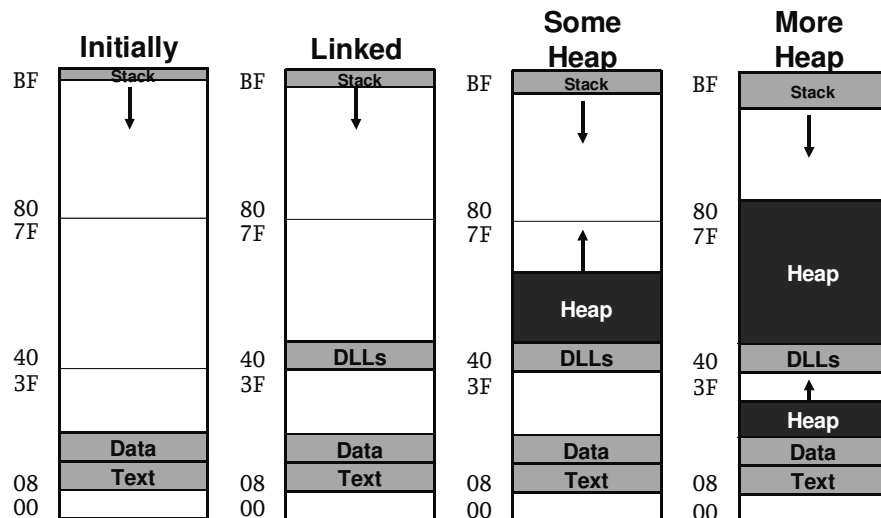 Initially
BF
Stack
80
7F
40
3F
Data
Text
08
00
Linked
BF
Stack
80
7F
40
DLLs
3F
Data
Text
08
00
Some
Heap
BF
Stack
80
7F
Heap
40
DLLs
3F
Data
Text
08
00
More
Heap
BF
Stack
80
7F
Heap
40
DLLs
3F
Heap
Data
Text
08
00